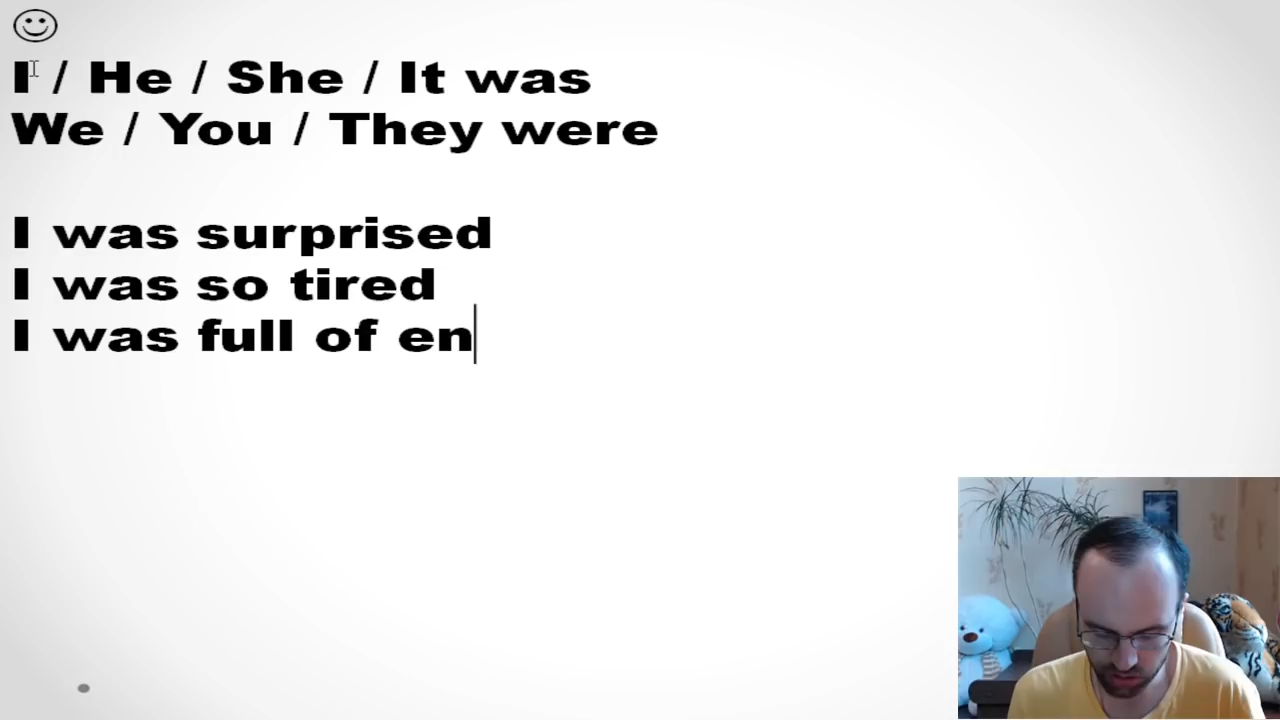 I / He / She / It was
We / You / They were
I was surprised
I was so tired
I was full of en